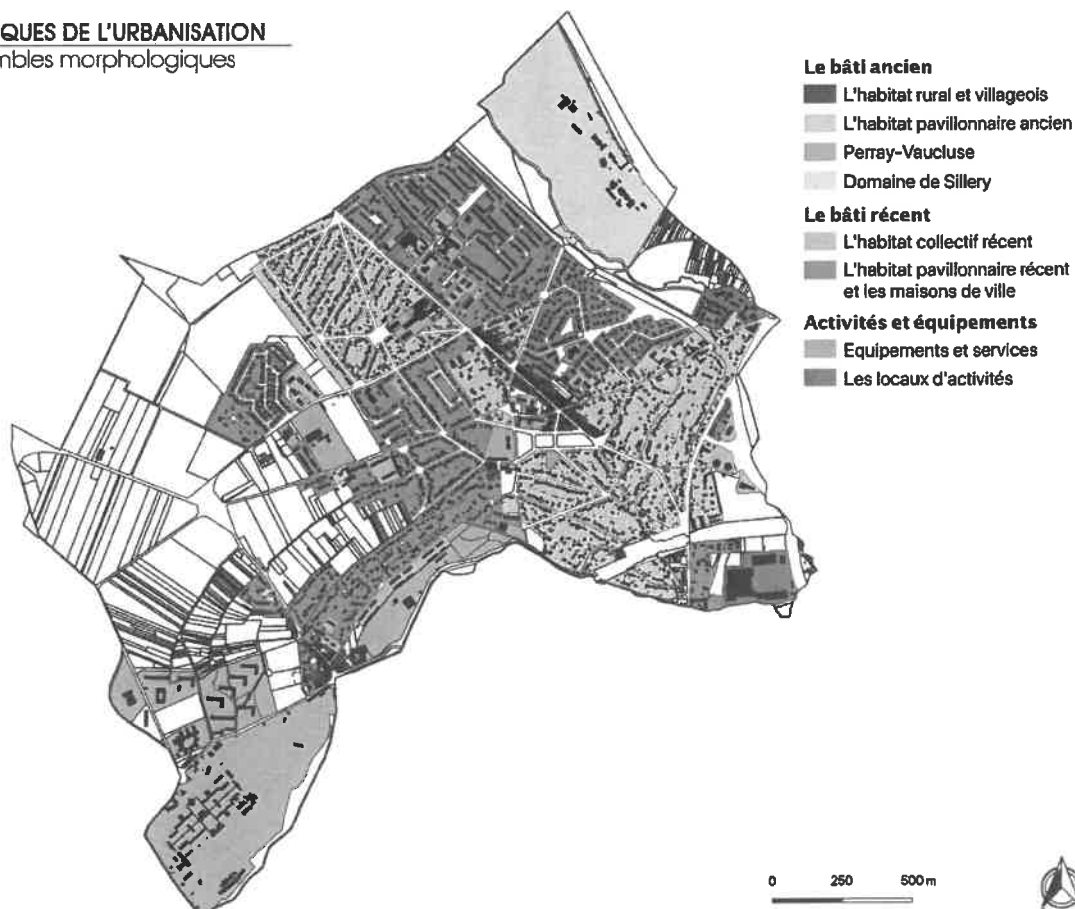 QUES DE L'URBANISATION
mbles morphologiques
Le bâti ancien
L'habitat rural et villageois
L'habitat pavillonnaire ancien
Perray-Vaucluse
Domaine de Sillery
Le bâti récent
L'habitat collectif récent
L'habitat pavillonnaire récent
et les maisons de ville
Activités et équipements
Equipements et services
Les locaux d'activités
0 250 500 m